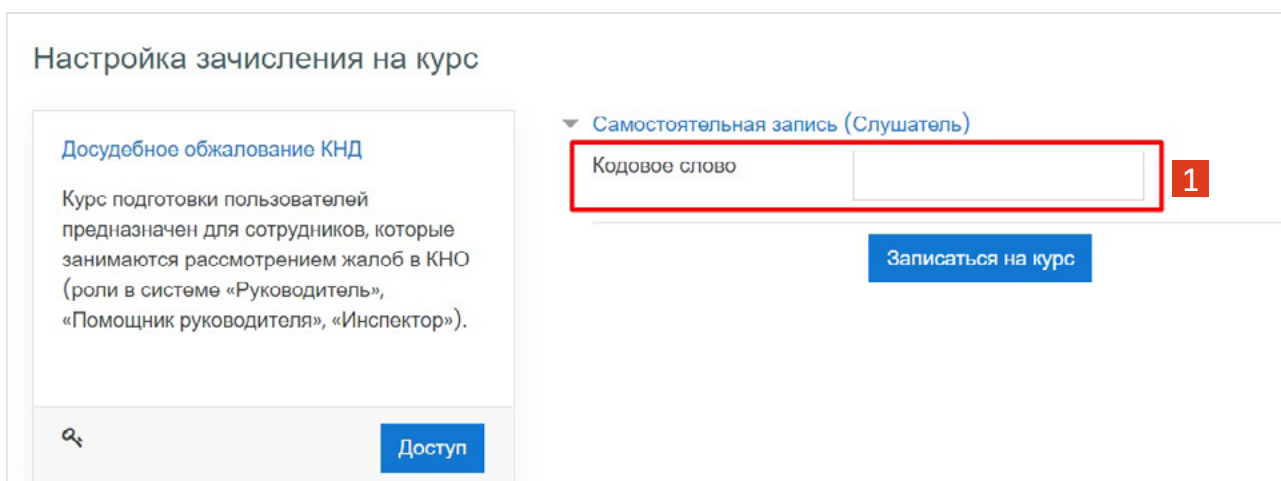 Настройка зачисления на курс
Досудебное обжалование КНД
Курс подготовки пользователей
предназначен для сотрудников, которые
занимаются рассмотрением жалоб в КНО
(роли в системе «Руководитель»,
«Помощник руководителя», «Инспектор»).
Доступ
Самостоятельная запись (Слушатель)
Кодовое слово
1
Записаться на курс